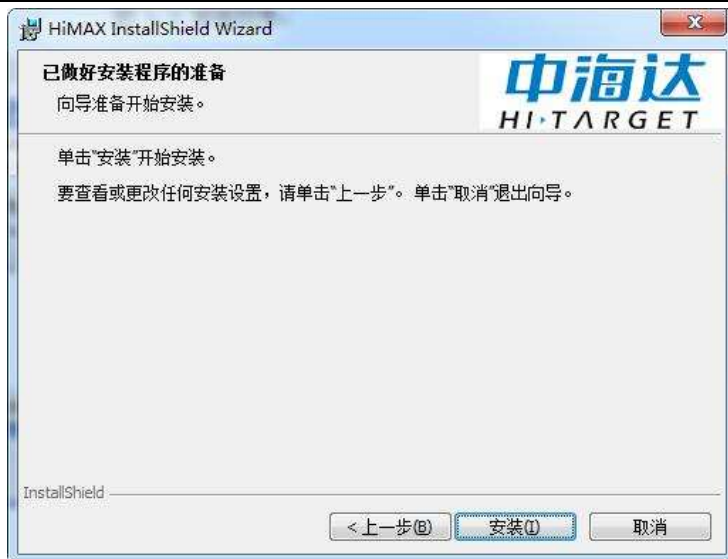 HiMAX InstallShield Wizard
已做好安装程序的准备
向导准备开始安装。
中海达
HI·TARGET
单击"安装"开始安装。
要查看或更改任何安装设置，请单击"上一步"。 单击"取消"退出向导。
InstallShield
<上一步(B)
安装(I)
取消